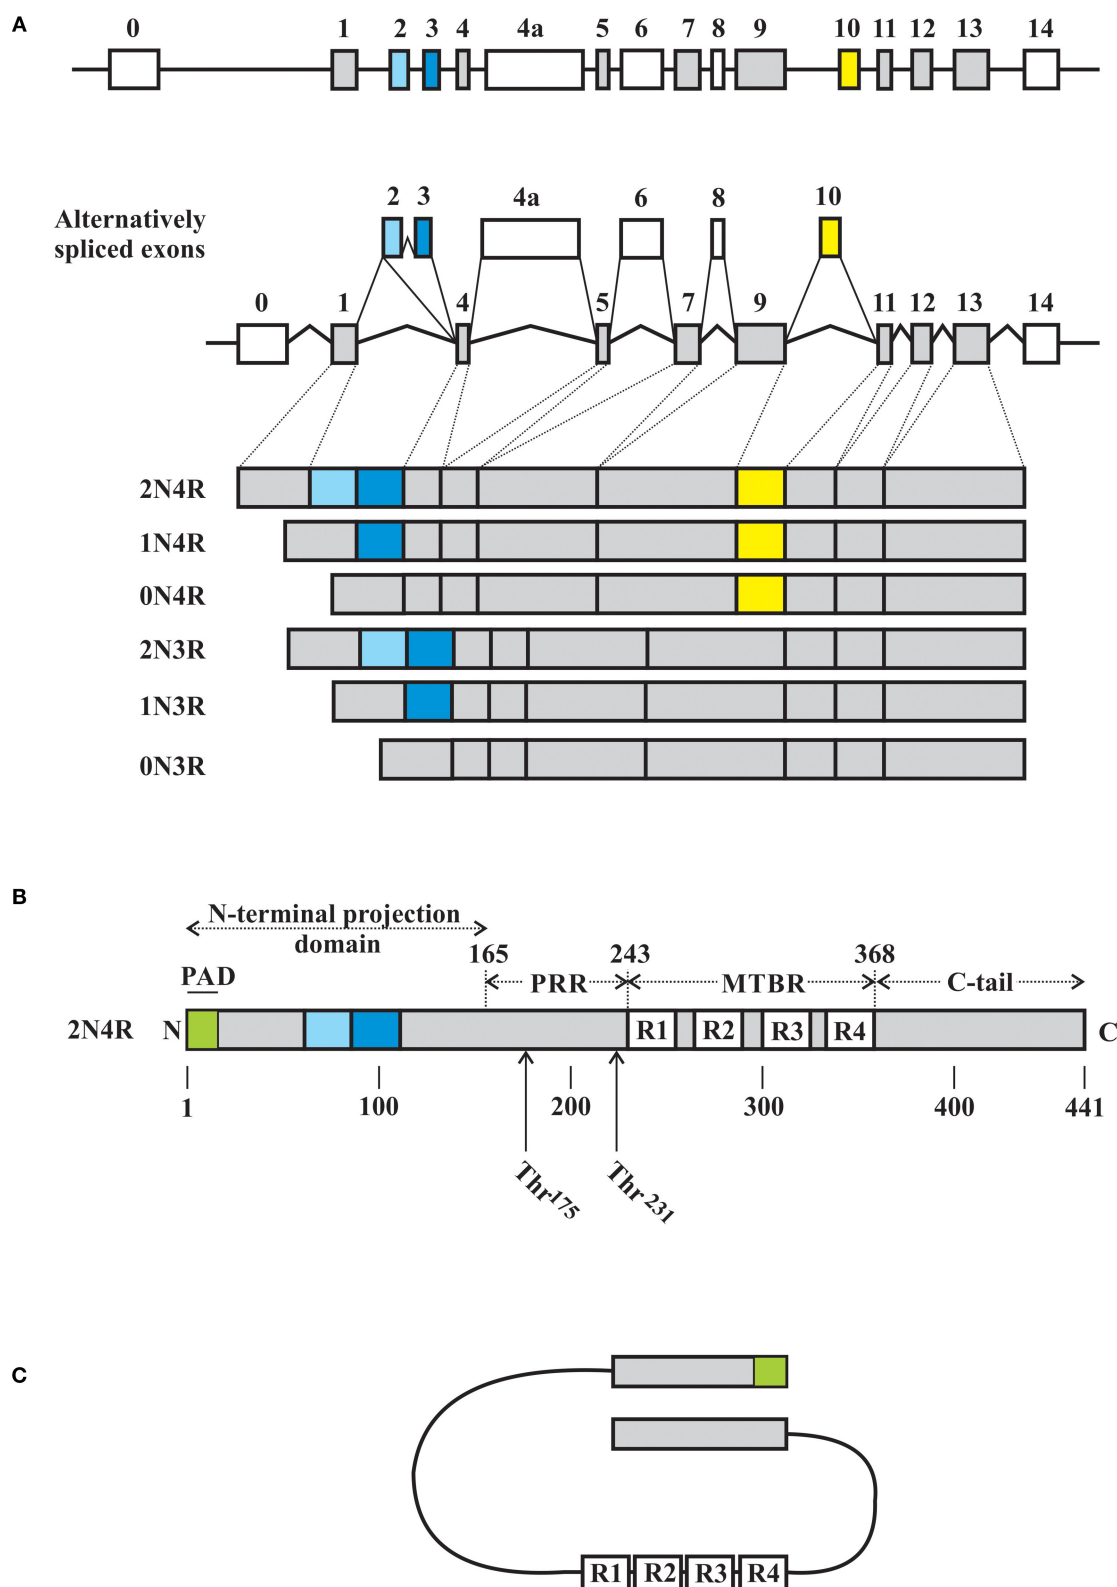 A
0 1 2 3 4 4a 5 6 7 8 9 10 11 12 13 14
2 3 4a 6 8 10
Alternatively
spliced exons
0 1 4 5 7 9 11 12 13 14
2N4R
1N4R
0N4R
2N3R
1N3R
0N3R
B
N-terminal projection
domain
165 243 368
PAD
PRR MTBR C-tail
2N4R N R1 R2 R3 R4 C
1 100 200 300 400 441
Thr175 Thr 231
C
R1 R2 R3 R4